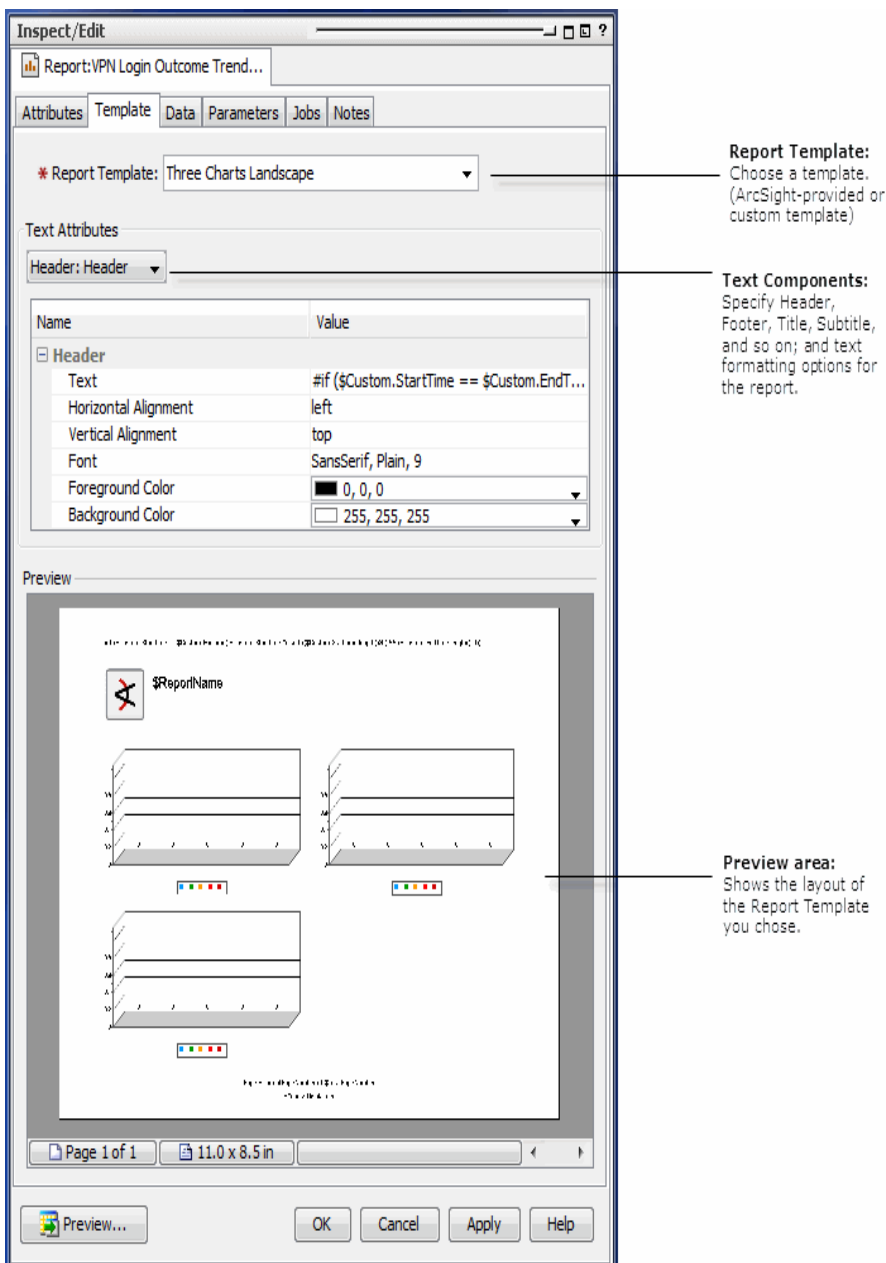 Inspect/Edit
?
Report:VPN Login Outcome Trend...
Attributes Template Data Parameters Jobs Notes
* Report Template: Three Charts Landscape
Report Template:
Choose a template.
(ArcSight-provided or
custom template)
Text Attributes
Header: Header
Text Components:
Specify Header,
Footer, Title, Subtitle,
and so on; and text
formatting options for
the report.
Name Value
Header
Text #if ($Custom.StartTime == $Custom.EndT...
Horizontal Alignment left
Vertical Alignment top
Font SansSerif, Plain, 9
Foreground Color 0, 0, 0
Background Color 255, 255, 255
Preview
$ReportName
Preview area:
Shows the layout of
the Report Template
you chose.
Page 1 of 1 11.0 x 8.5 in
Preview... OK Cancel Apply Help